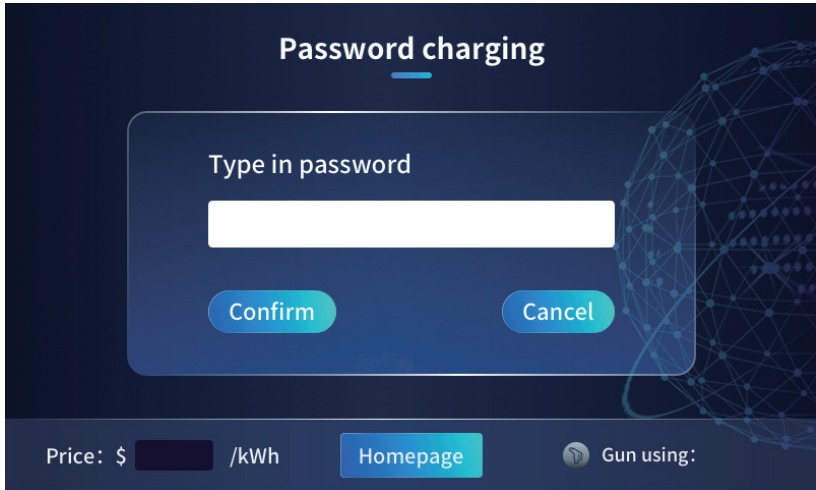 Password charging
Type in password
Confirm Cancel
Price: $ /kWh Homepage Gun using: